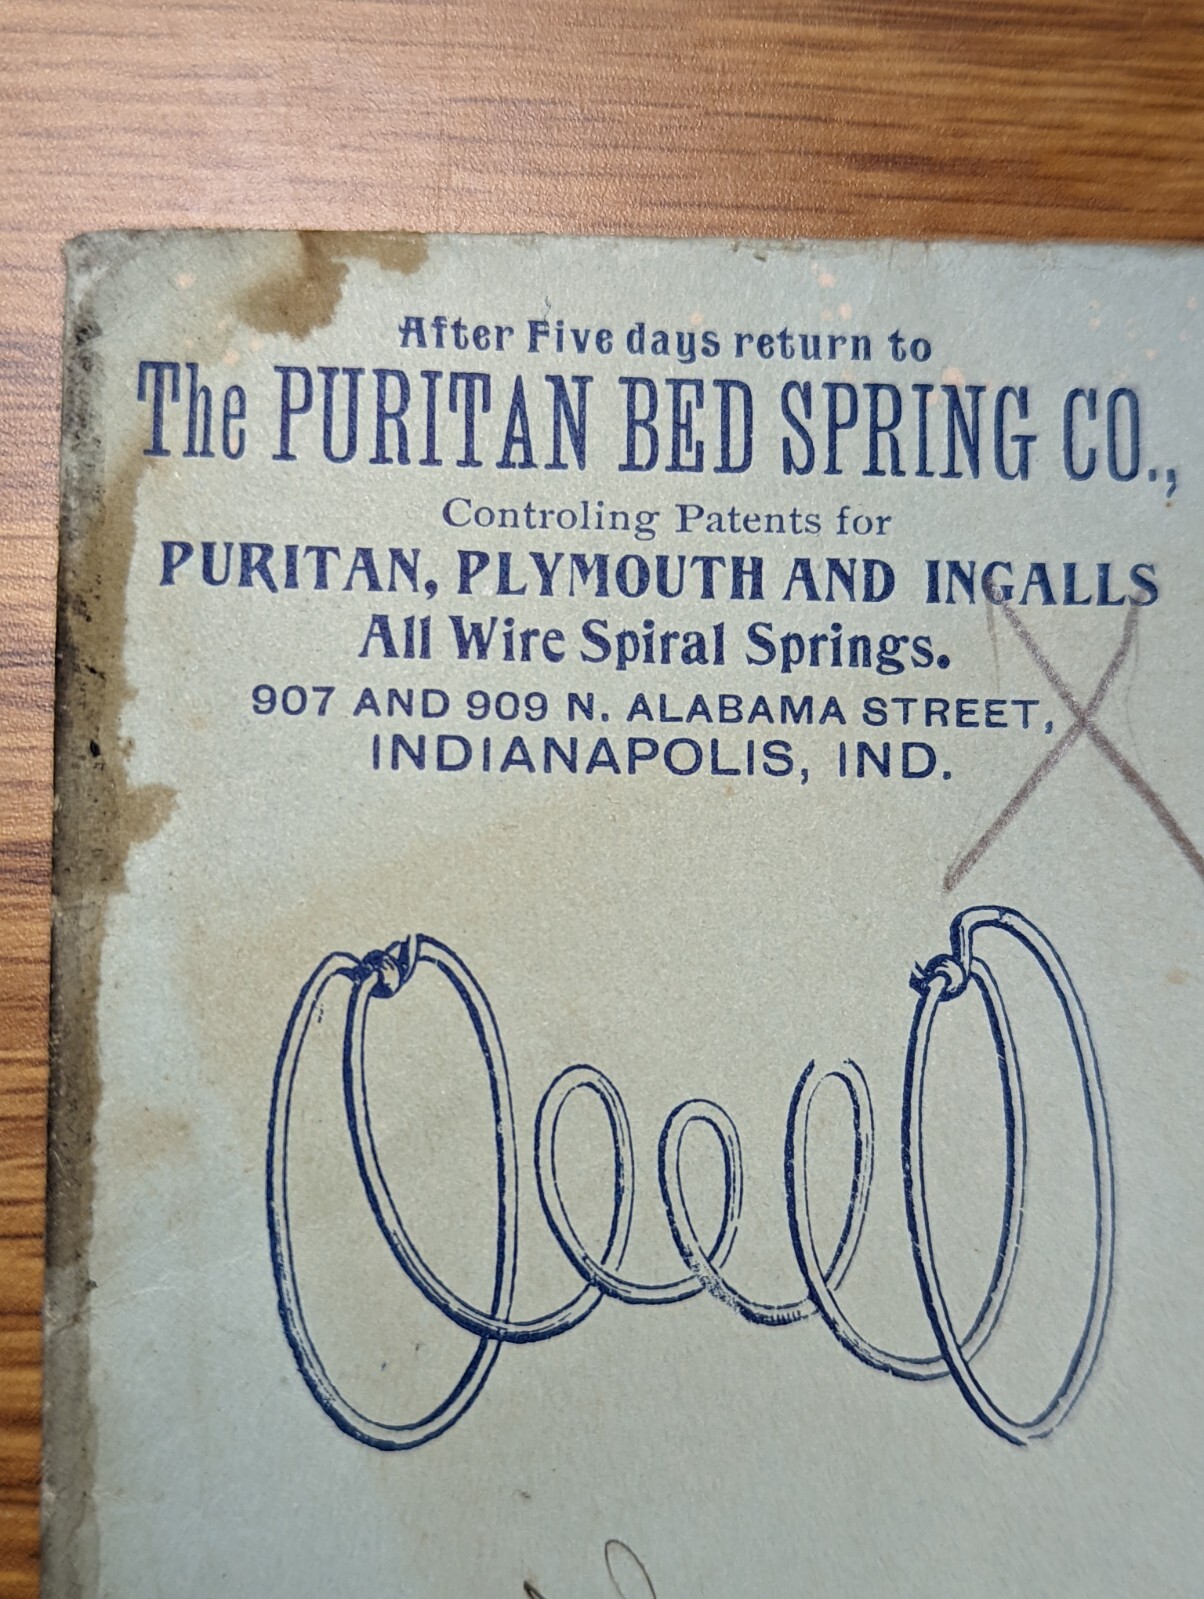 After Five days return to
The PURITAN BED SPRING CO.,
Controling Patents for
PURITAN, PLYMOUTH AND INGALLS
All Wire Spiral Springs.
907 AND 909 N. ALABAMA STREET,
INDIANAPOLIS, IND.